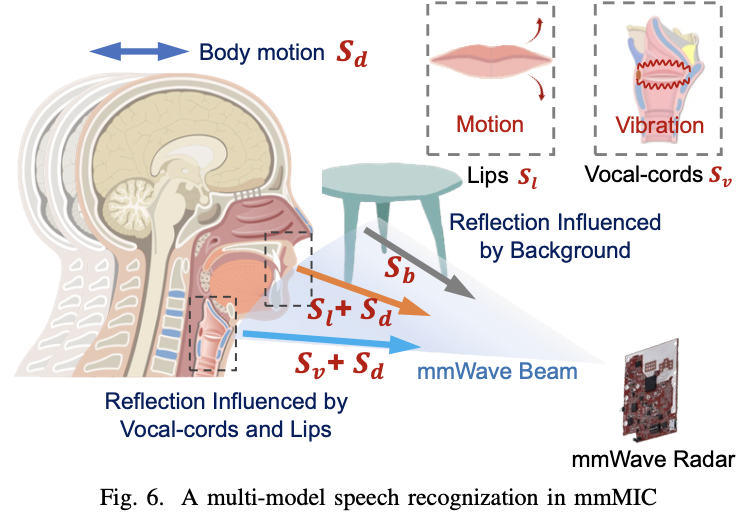 Body motion S_d
Motion
Vibration
Lips S_l
Vocal-cords S_v
Reflection Influenced
by Background
S_b
S_l + S_d
S_v + S_d
mmWave Beam
Reflection Influenced by
Vocal-cords and Lips
mmWave Radar
Fig. 6. A multi-model speech recognization in mmMIC